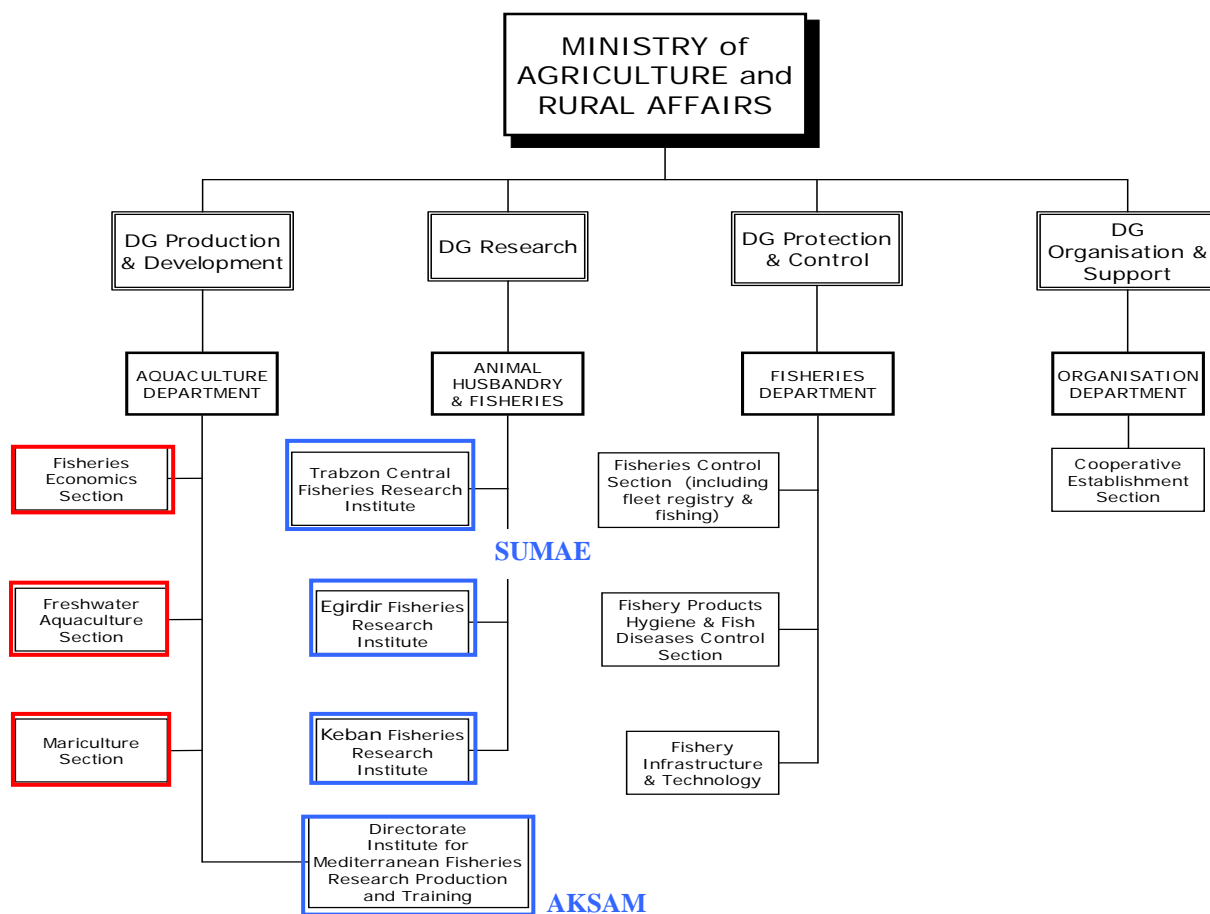 MINISTRY of
AGRICULTURE and
RURAL AFFAIRS
DG Production
& Development
DG Research
DG Protection
& Control
DG
Organisation &
Support
AQUACULTURE
DEPARTMENT
ANIMAL
HUSBANDRY
& FISHERIES
FISHERIES
DEPARTMENT
ORGANISATION
DEPARTMENT
Fisheries
Economics
Section
Trabzon Central
Fisheries Research
Institute
Fisheries Control
Section (including
fleet registry &
fishing)
Cooperative
Establishment
Section
SUMAE
Freshwater
Aquaculture
Section
Egirdir Fisheries
Research
Institute
Fishery Products
Hygiene & Fish
Diseases Control
Section
Mariculture
Section
Keban Fisheries
Research
Institute
Fishery
Infrastructure
& Technology
Directorate
Institute for
Mediterranean Fisheries
Research Production
and Training
AKSAM